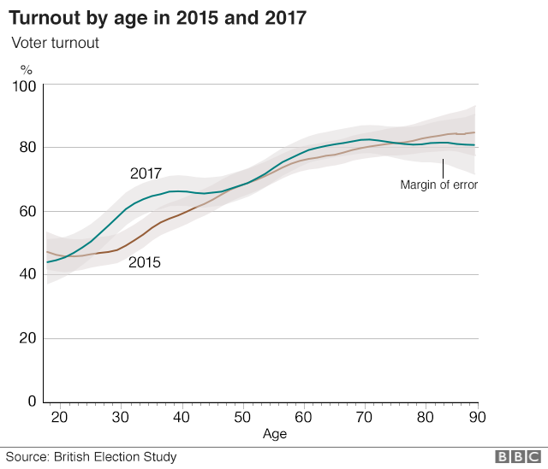 Turnout by age in 2015 and 2017
Voter turnout
%
100
80
60
40
20
0
2017
2015
Margin of error
20 30 40 50 60 70 80 90
Age
Source: British Election Study
BBC